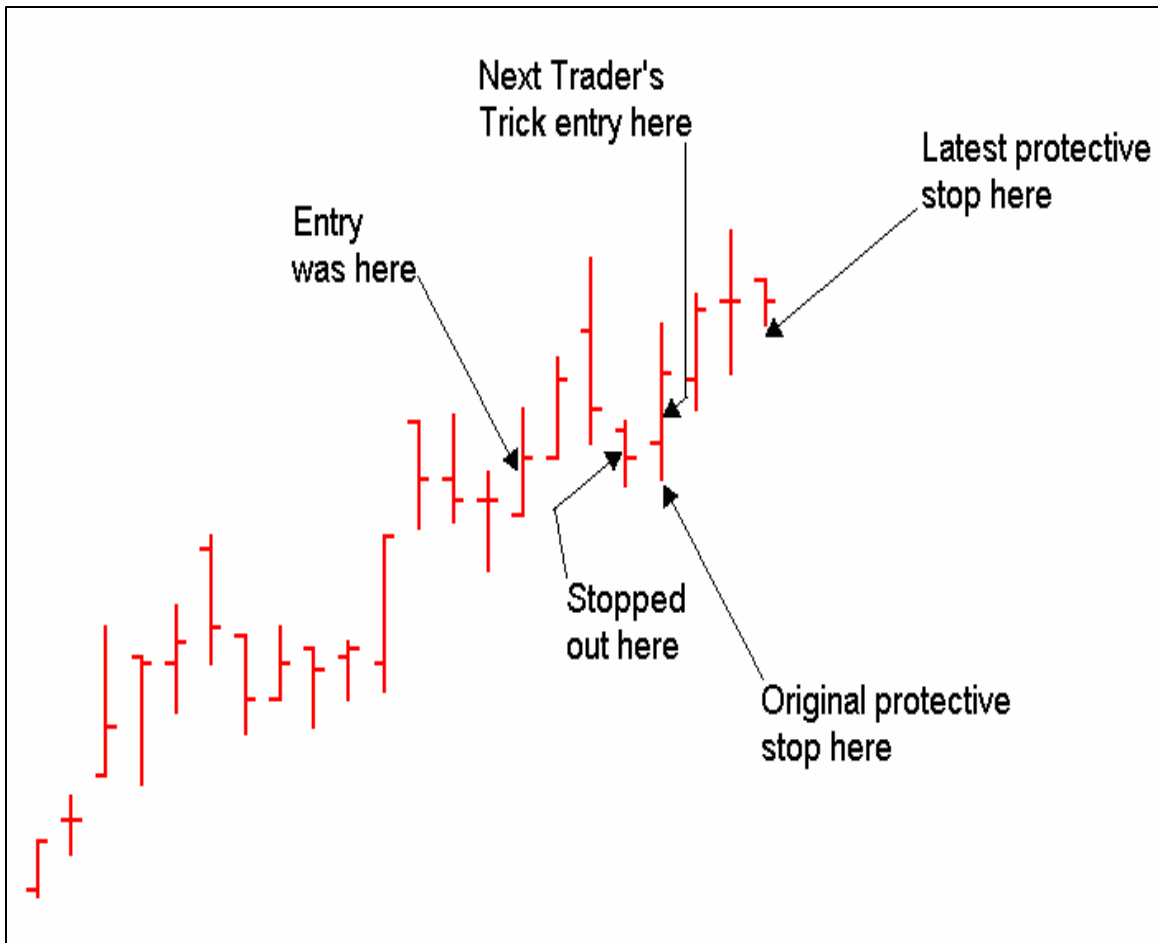 Next Trader's
Trick entry here
Latest protective
stop here
Entry
was here
Stopped
out here
Original protective
stop here